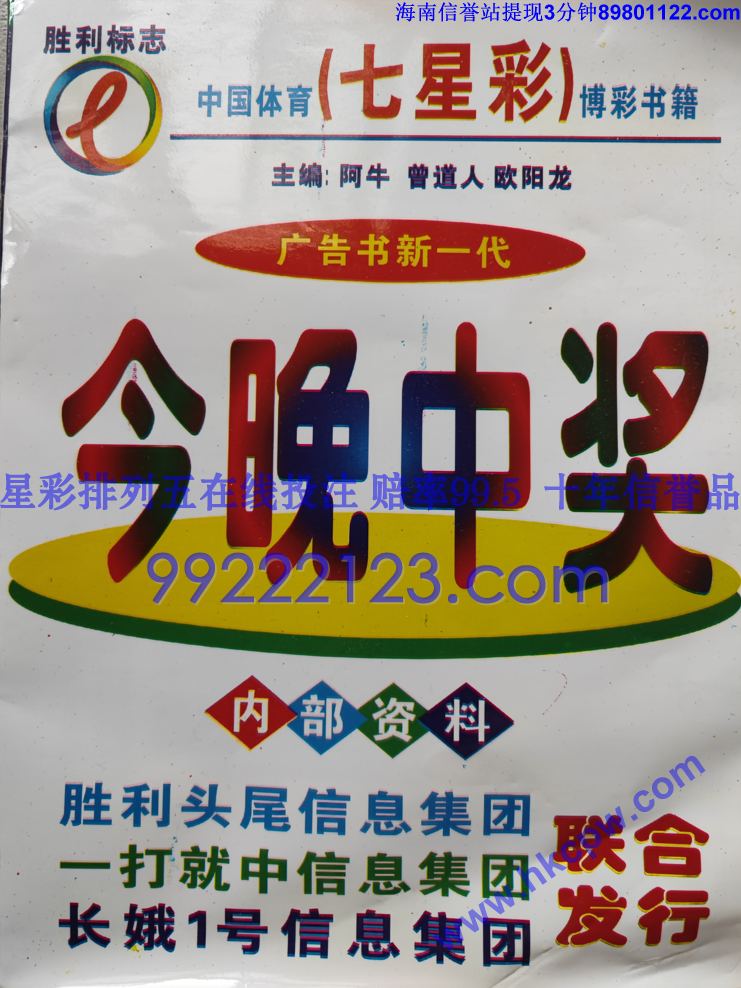 海南信誉站提现3分钟89801122.com
胜利标志
中国体育(七星彩)博彩书籍
主编: 阿牛 曾道人 欧阳龙
广告书新一代
今晚中奖
星彩排列五在线投注 赔率99.5 十年信誉品
99222123.com
内部资料
胜利头尾信息集团
一打就中信息集团
长娥1号信息集团
联合
发行
www.hkcpw.com